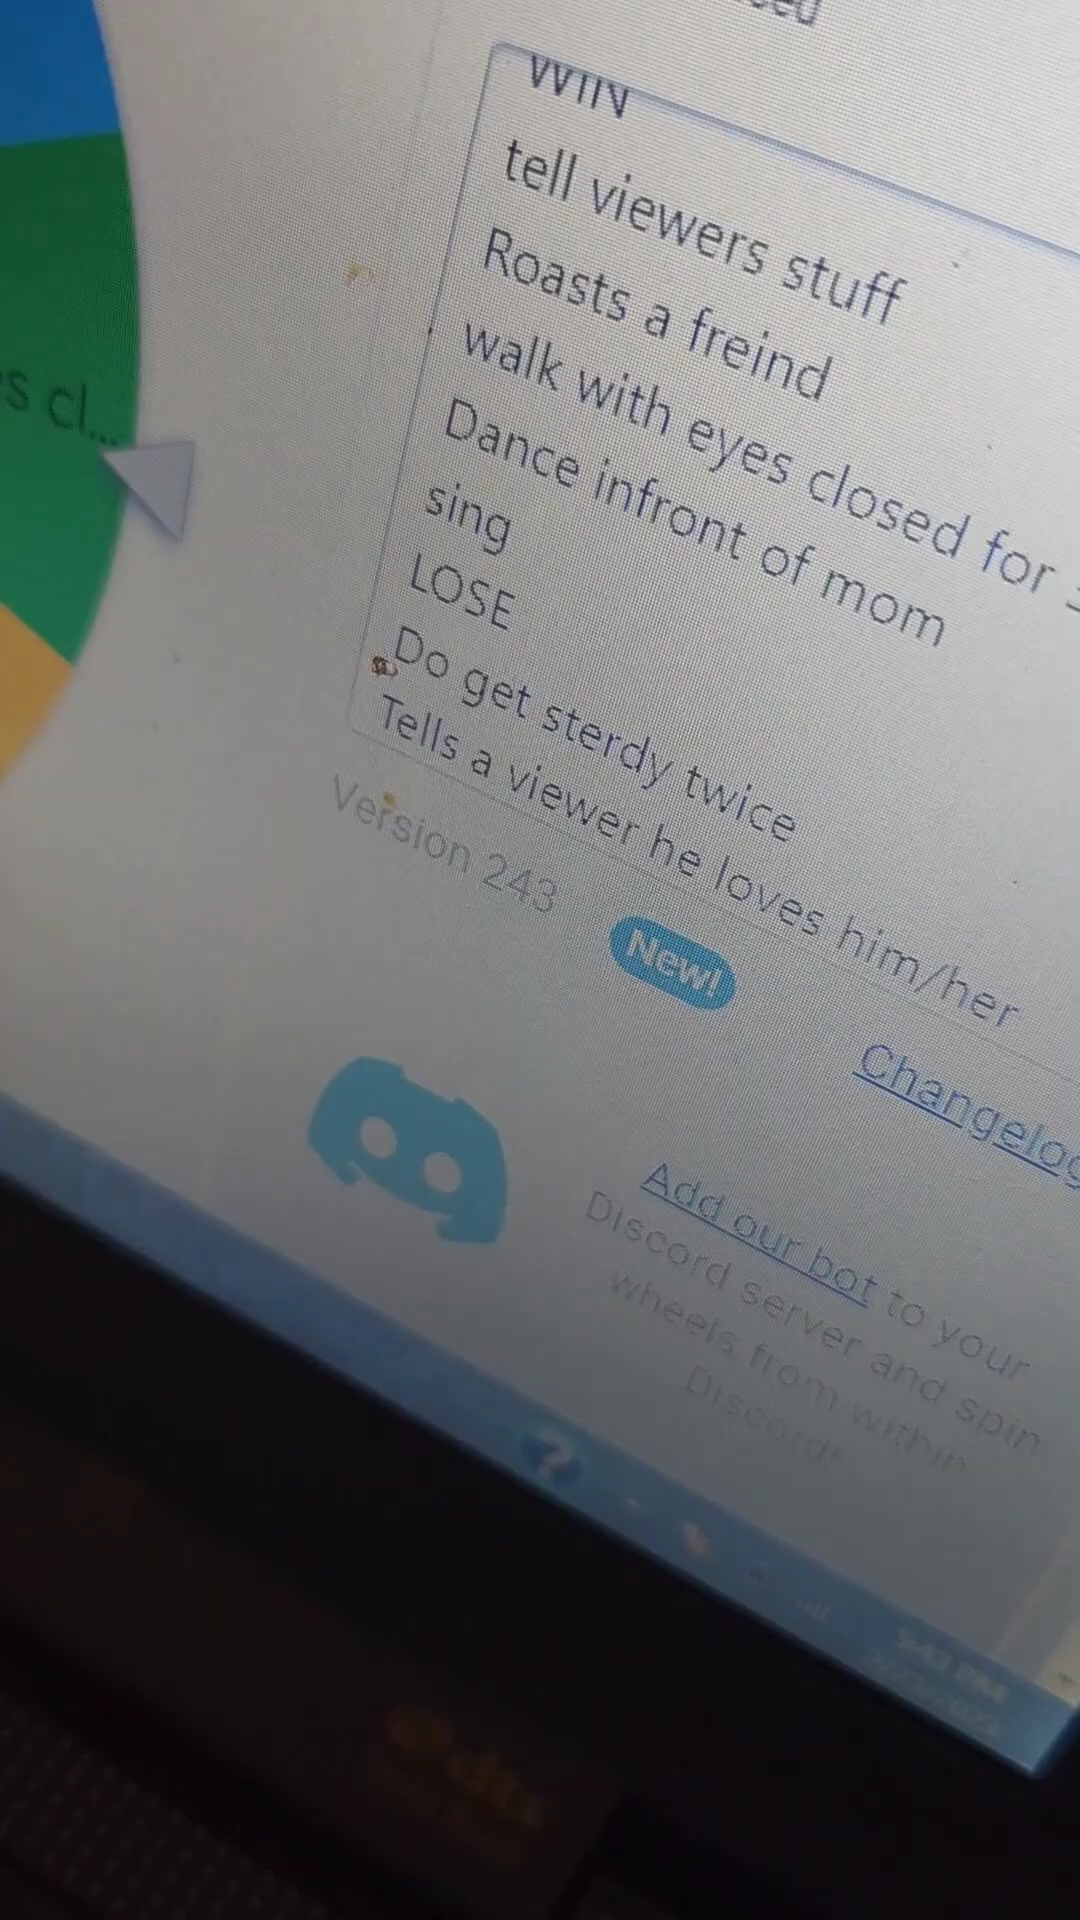 WIN
tell viewers stuff
Roasts a freind
walk with eyes closed for
Dance infront of mom
sing
LOSE
Do get sterdy twice
Tells a viewer he loves him/her
s cl...
Version 243
New!
Changelog
Add our bot to your
Discord server and spin
wheels from within
Discord!